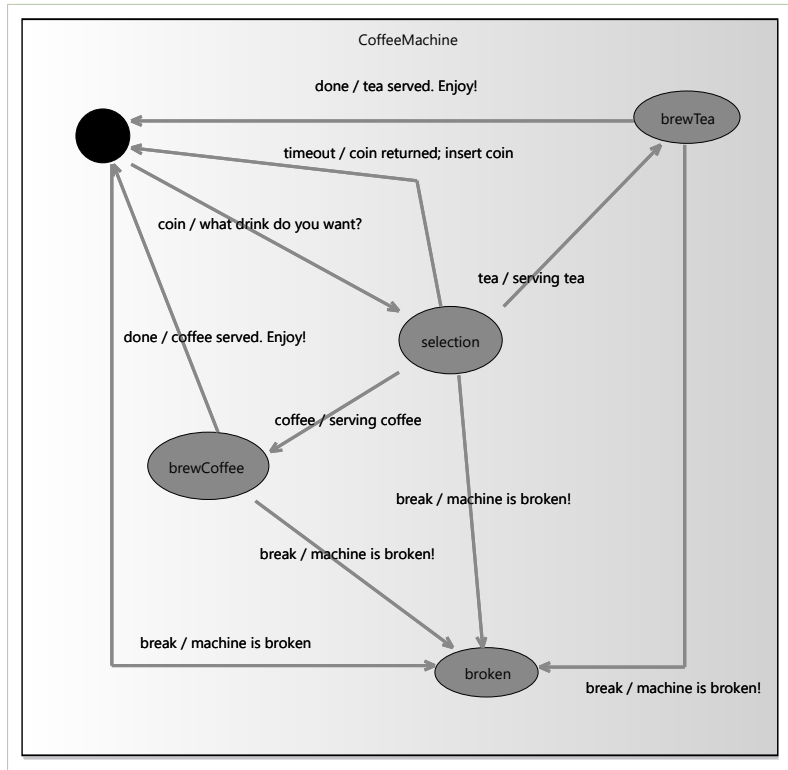 CoffeeMachine
done / tea served. Enjoy!
brewTea
timeout / coin returned; insert coin
coin / what drink do you want?
tea / serving tea
done / coffee served. Enjoy!
selection
coffee / serving coffee
brewCoffee
break / machine is broken!
break / machine is broken!
break / machine is broken
broken
break / machine is broken!